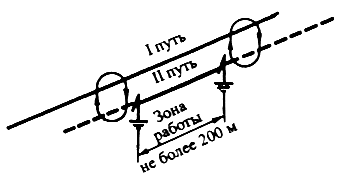 I путь
II путь
Зона
работы
не более 200 м